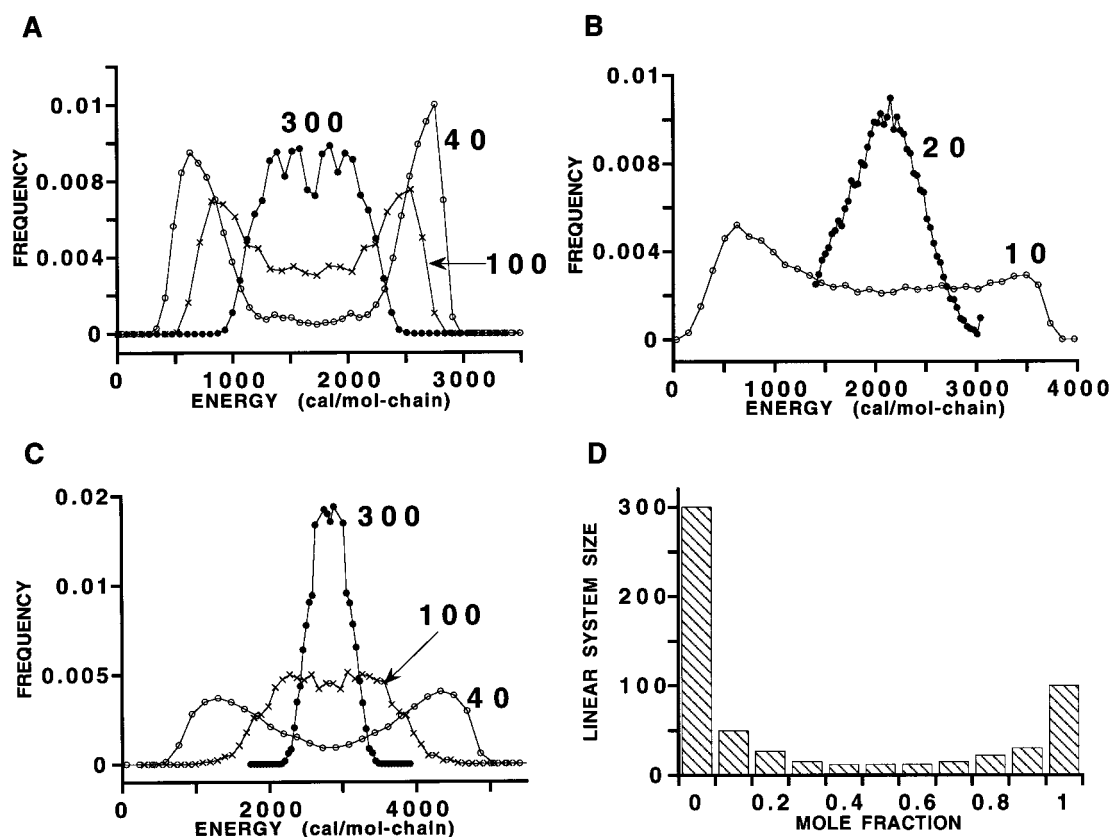 A
FREQUENCY
0.01
0.008
0.004
0
300
40
100
0 1000 2000 3000
ENERGY (cal/mol-chain)
B
FREQUENCY
0.01
0.008
0.004
0
20
10
0 1000 2000 3000 4000
ENERGY (cal/mol-chain)
C
FREQUENCY
0.02
0.01
0.005
0
300
100
40
0 2000 4000
ENERGY (cal/mol-chain)
D
LINEAR SYSTEM SIZE
300
200
100
0
0 0.2 0.4 0.6 0.8 1
MOLE FRACTION